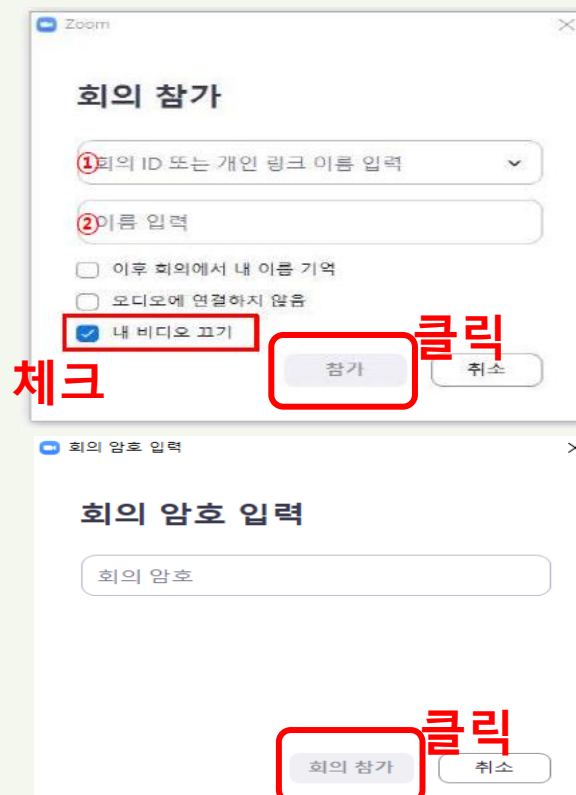 Zoom
회의 참가
①회의 ID 또는 개인 링크 이름 입력
②이름 입력
이후 회의에서 내 이름 기억
오디오에 연결하지 않음
내 비디오 끄기
체크
클릭
참가
취소
회의 암호 입력
회의 암호 입력
회의 암호
클릭
회의 참가
취소